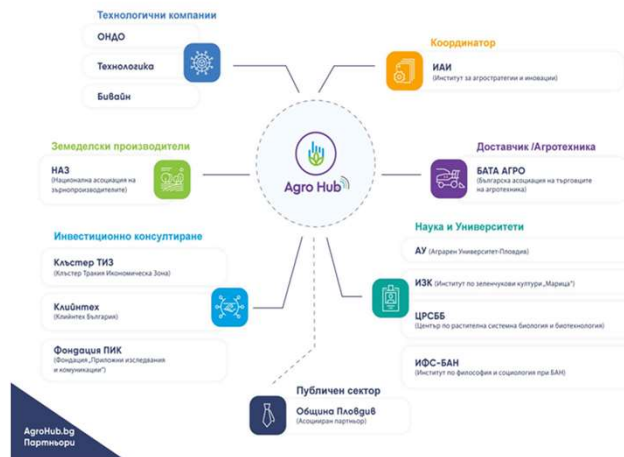 Технологични компании
ОНДО
Технологика
Бивайн
Координатор
ИАИ
(Институт за агростратегии и иновации)
Земеделски производители
НАЗ
(Национална асоциация на
зърнопроизводителите)
Agro Hub
Доставчик /Агротехника
БАТА АГРО
(Българска асоциация на търговците
на агротехника)
Инвестиционно консултиране
Клъстер ТИЗ
(Клъстер Тракия Икономическа Зона)
Клийнтех
(Клийнтех България)
Фондация ПИК
(Фондация „Приложни изследвания
и комуникации“)
Наука и Университети
АУ (Аграрен Университет-Пловдив)
ИЗК (Институт по зеленчукови култури „Марица“)
ЦРСББ
(Център по растителна системна биология и биотехнология)
ИФС-БАН
(Институт по философия и социология при БАН)
Публичен сектор
Община Пловдив
(Асоцииран партньор)
AgroHub.bg
Партньори